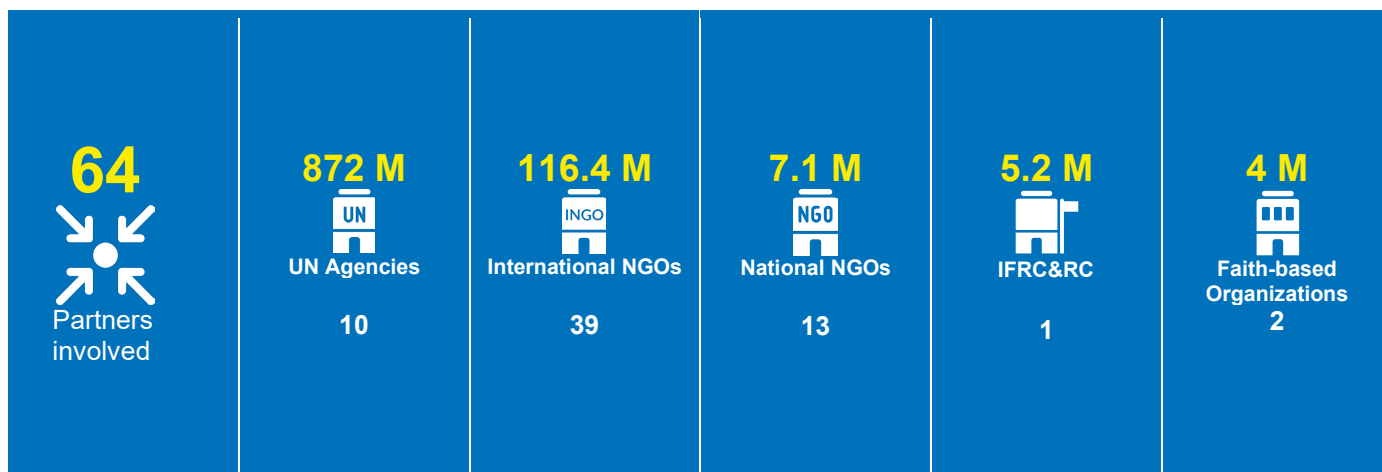 64
Partners
involved
872 M
UN
UN Agencies
10
116.4 M
INGO
International NGOs
39
7.1 M
NGO
National NGOs
13
5.2 M
IFRC&RC
1
4 M
Faith-based
Organizations
2